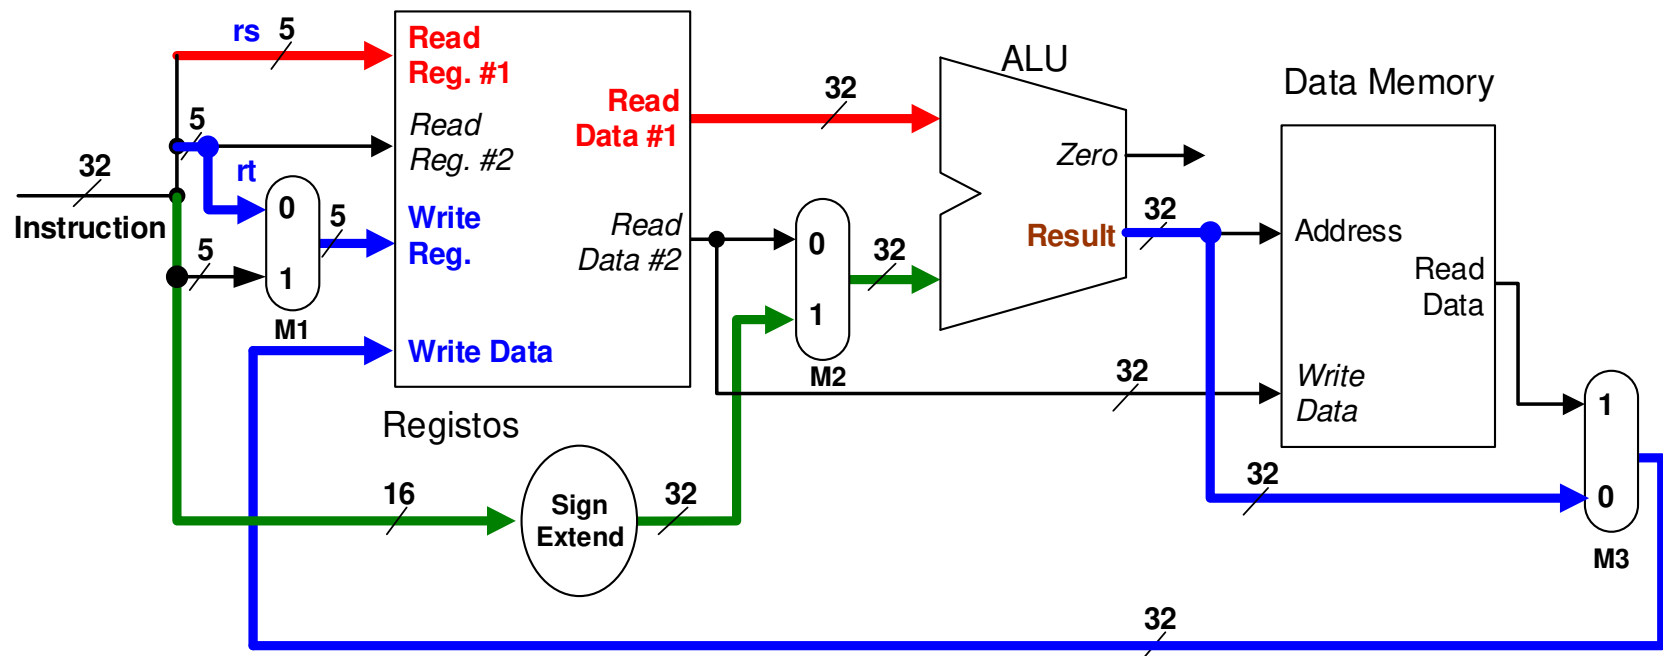 rs
5
Read
Reg. #1
32
ALU
Data Memory
Read
Data #1
5
Read
Reg. #2
Zero
32
rt
0
Instruction
5
1
M1
5
Write
Reg.
Read
Data #2
0
1
M2
32
Result
32
Address
Read
Data
Write Data
32
Write
Data
Registos
1
0
M3
16
Sign
Extend
32
32
32